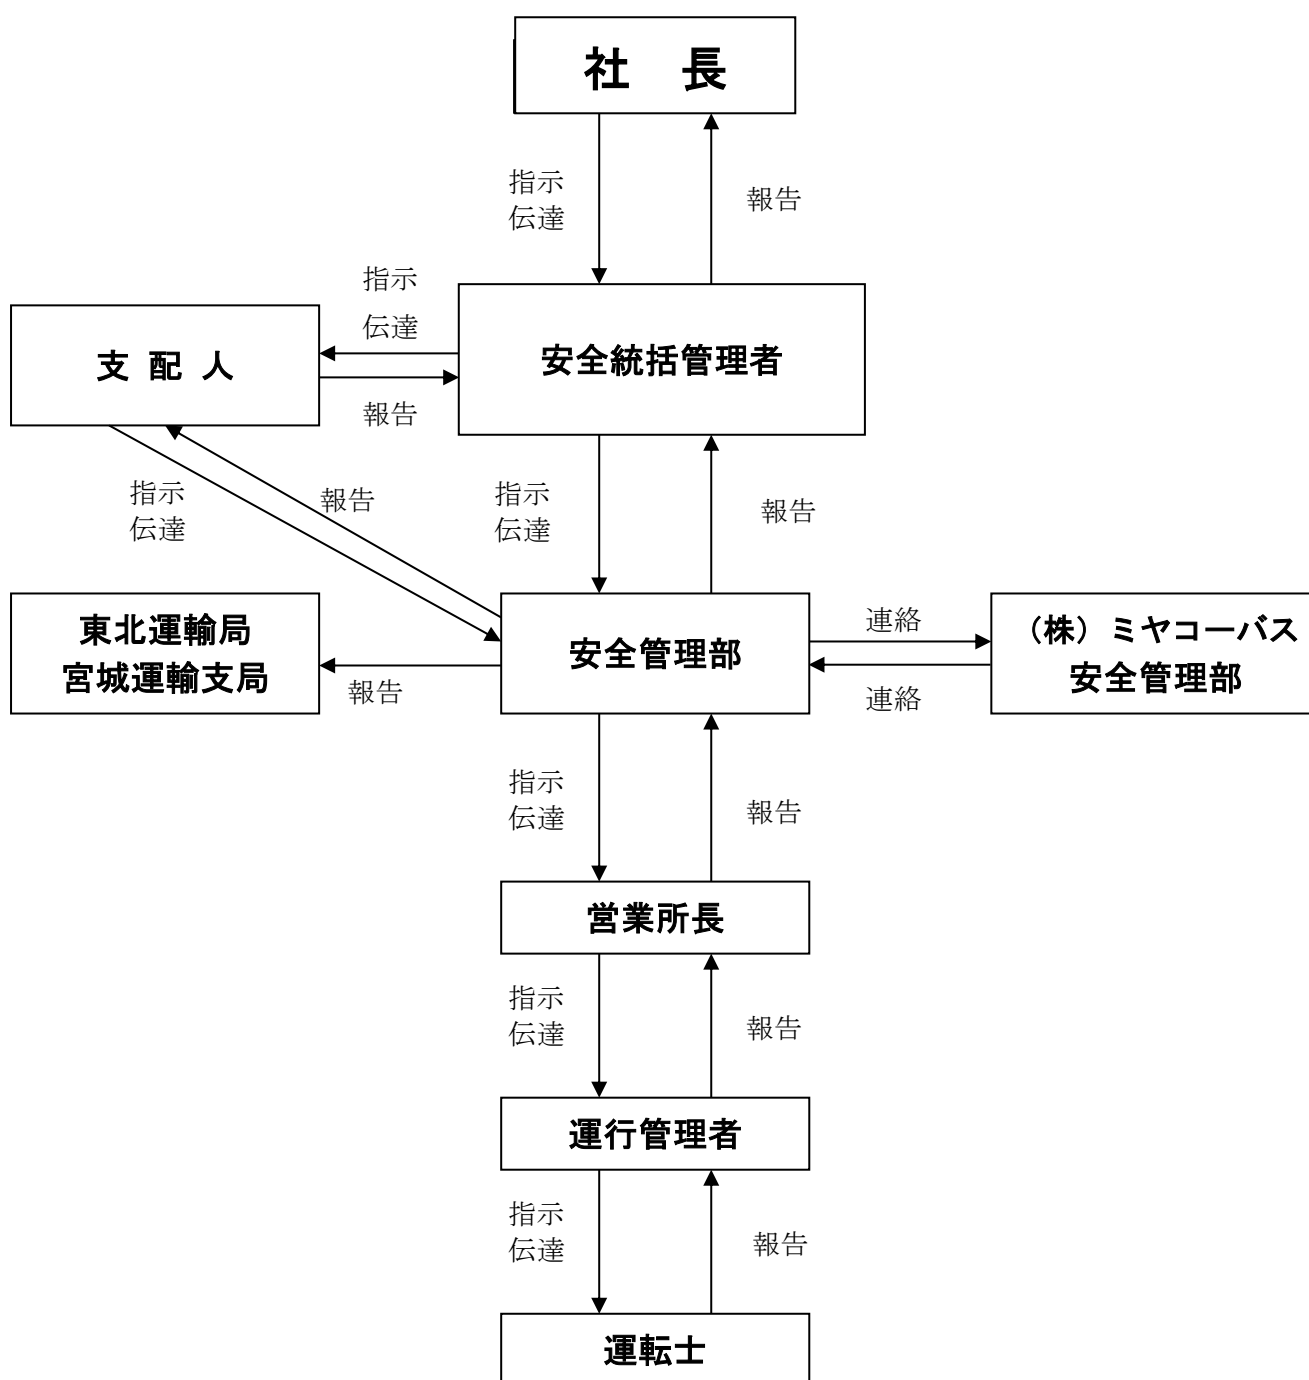 社　長
指示
伝達
報告
指示
伝達
支 配 人
安全統括管理者
報告
指示
伝達
報告
指示
伝達
報告
東北運輸局
宮城運輸支局
報告
安全管理部
連絡
連絡
（株）ミヤコーバス
安全管理部
指示
伝達
報告
営業所長
指示
伝達
報告
運行管理者
指示
伝達
報告
運転士